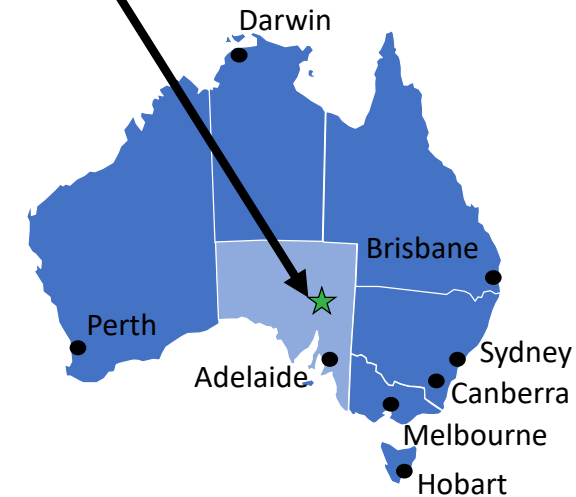 Darwin
Brisbane
Perth
Sydney
Adelaide
Canberra
Melbourne
Hobart